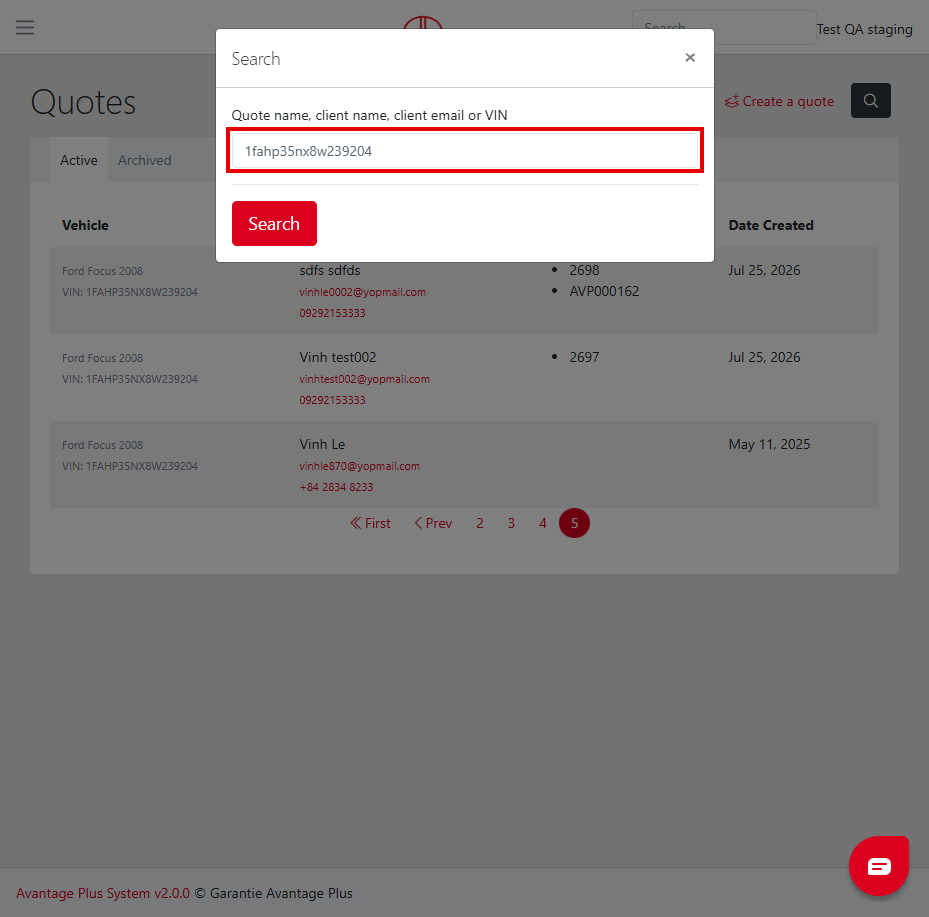 Search
Test QA staging
Search
×
Quotes
Create a quote
Quote name, client name, client email or VIN
1fahp35nx8w239204
Active
Archived
Search
Vehicle
Date Created
Ford Focus 2008
VIN: 1FAHP35NX8W239204
sdfs sdfds
vinhle0002@yopmail.com
09292153333
• 2698
• AVP000162
Jul 25, 2026
Ford Focus 2008
VIN: 1FAHP35NX8W239204
Vinh test002
vinhtest002@yopmail.com
09292153333
• 2697
Jul 25, 2026
Ford Focus 2008
VIN: 1FAHP35NX8W239204
Vinh Le
vinhle870@yopmail.com
+84 2834 8233
May 11, 2025
First Prev 2 3 4 5
Avantage Plus System v2.0.0 © Garantie Avantage Plus